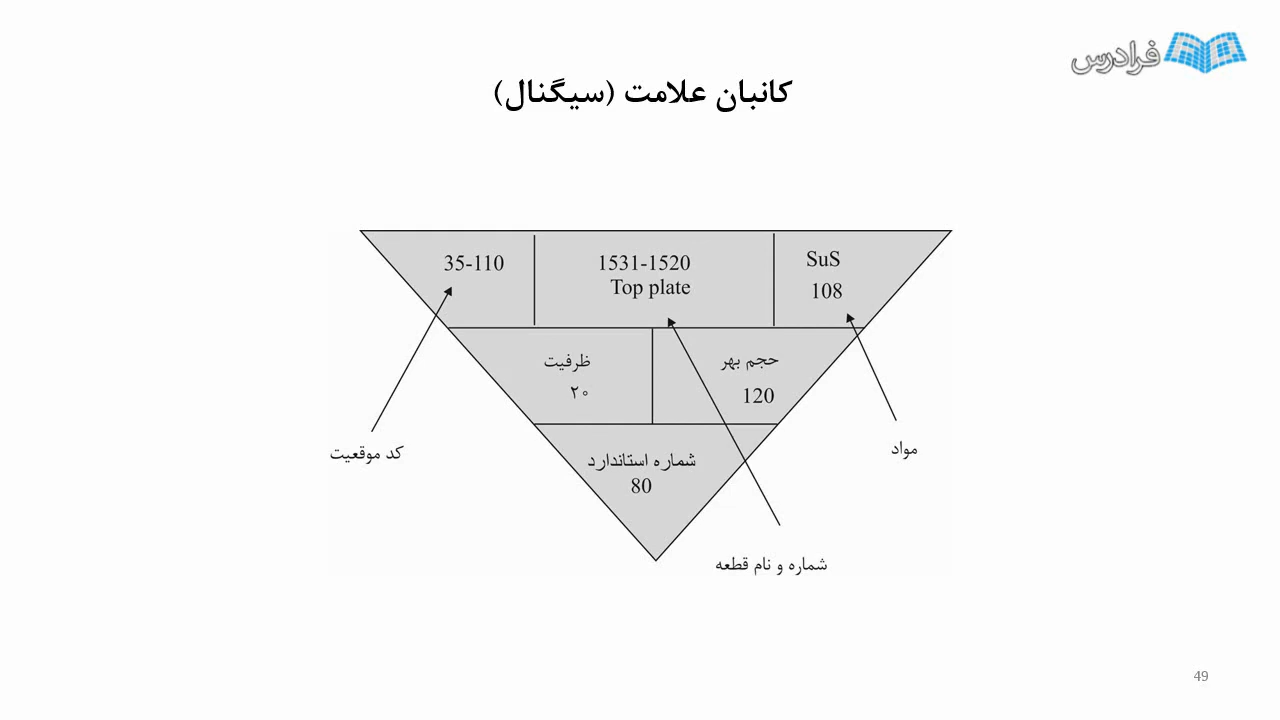 فرادرس
کانبان علامت (سیگنال)
SuS
108
1531-1520
Top plate
35-110
حجم بهر
120
ظرفیت
۲۰
شماره استاندارد
80
مواد
کد موقعیت
شماره و نام قطعه
49